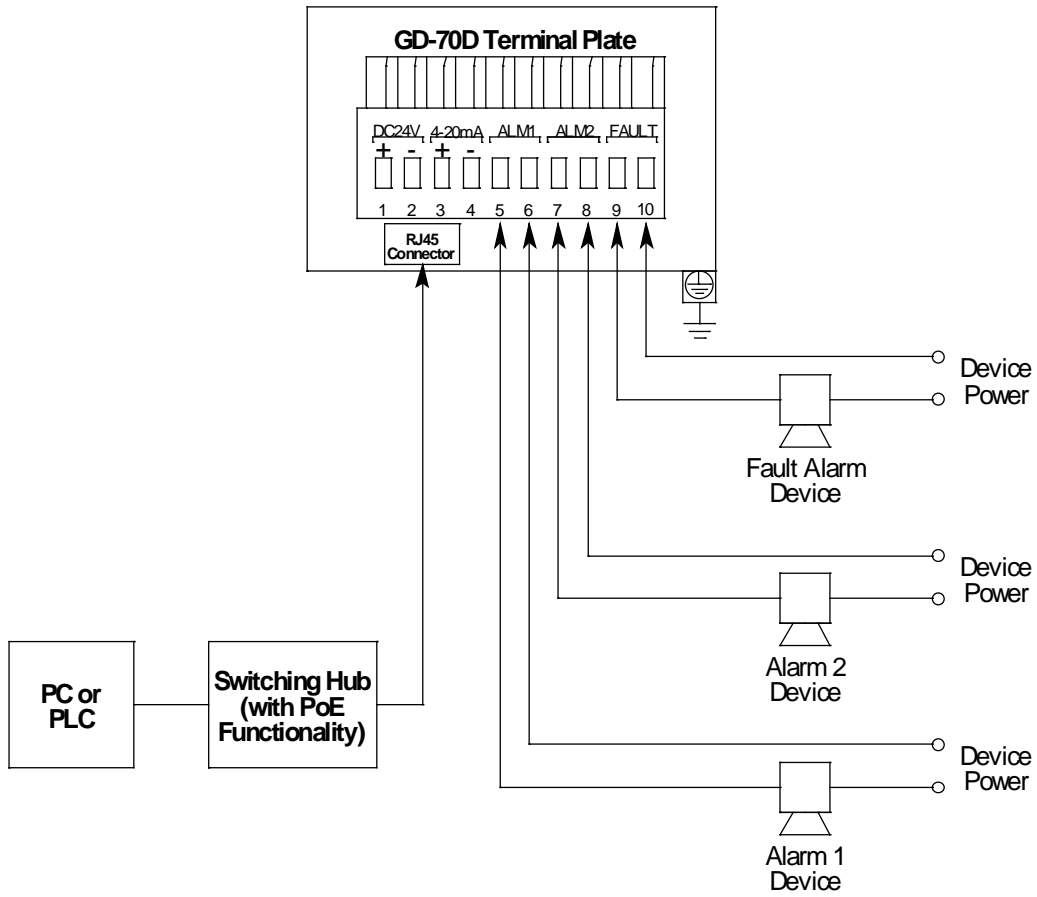 GD-70D Terminal Plate
DC24V 4-20mA ALM1 ALM2 FAULT
+ - + -
1 2 3 4 5 6 7 8 9 10
RJ45
Connector
Device
Power
Fault Alarm
Device
Device
Power
Alarm 2
Device
PC or
PLC
Switching Hub
(with PoE
Functionality)
Device
Power
Alarm 1
Device